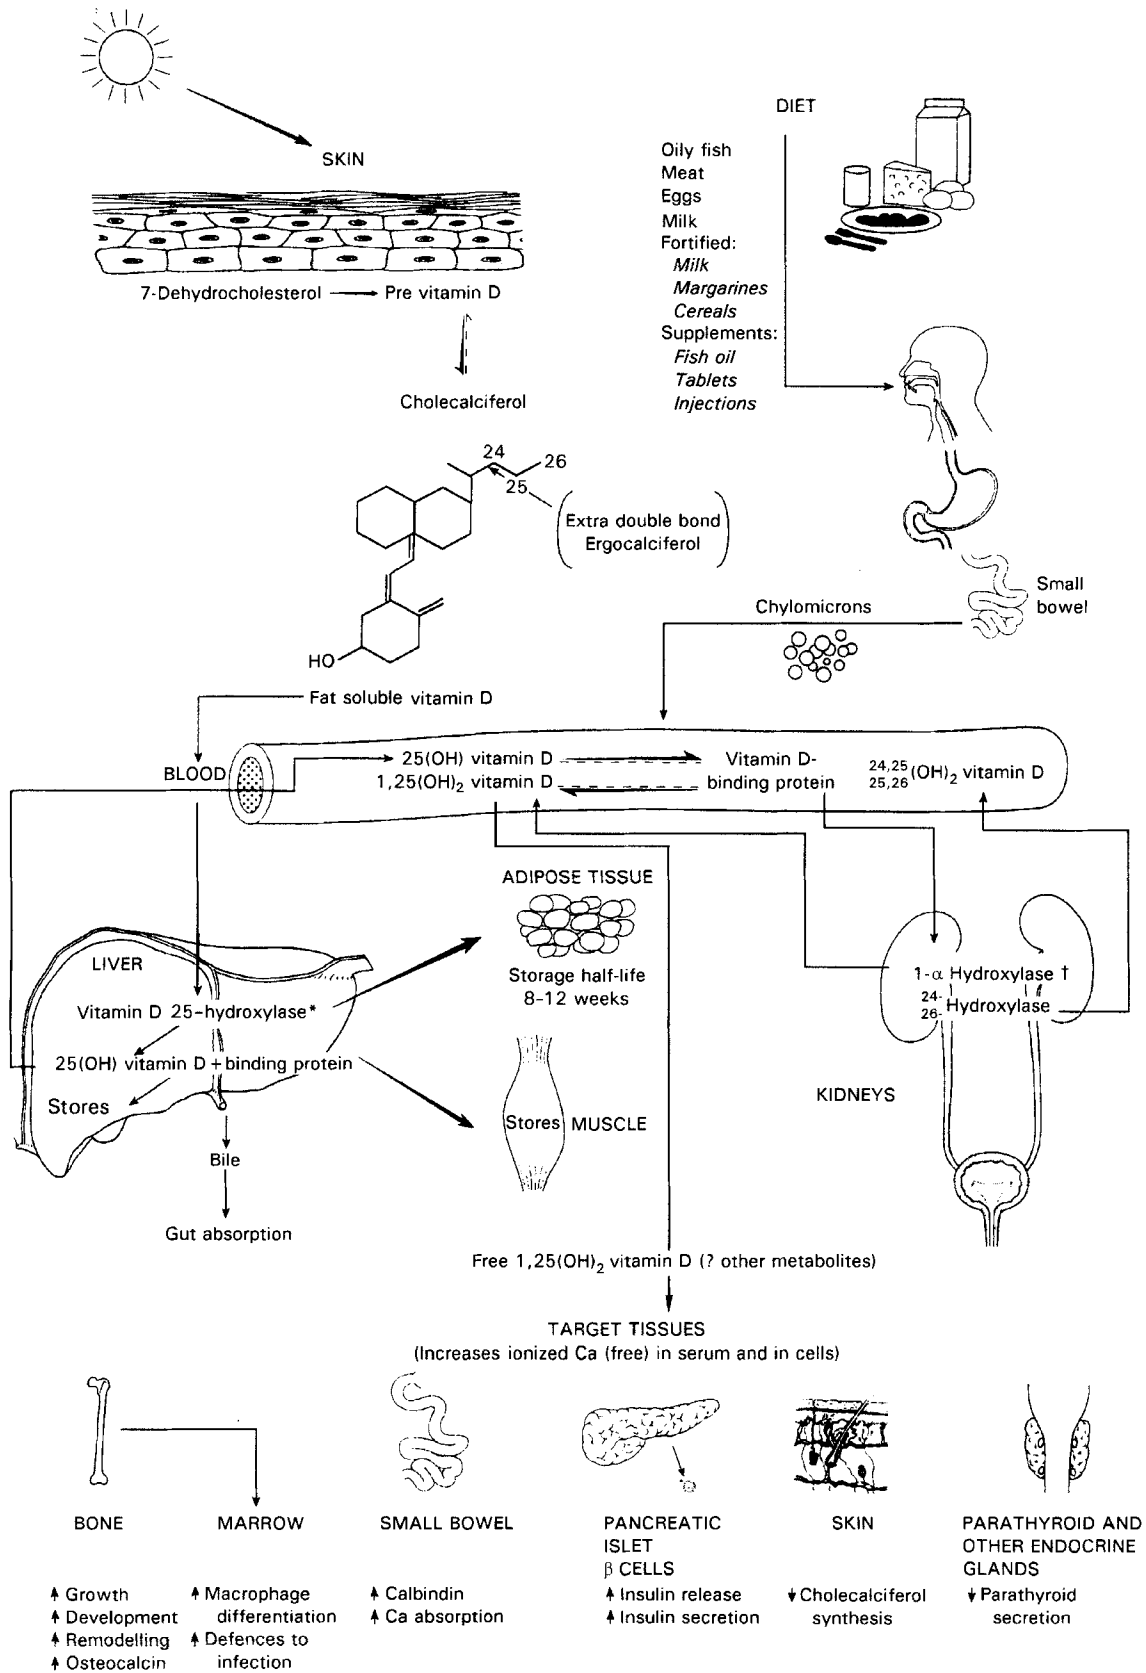 SKIN
7-Dehydrocholesterol → Pre vitamin D
Cholecalciferol
DIET
Oily fish
Meat
Eggs
Milk
Fortified:
Milk
Margarines
Cereals
Supplements:
Fish oil
Tablets
Injections
24
26
25
Extra double bond
Ergocalciferol
HO
Small
bowel
Chylomicrons
Fat soluble vitamin D
BLOOD
25(OH) vitamin D
1,25(OH)₂ vitamin D
Vitamin D-
binding protein
24,25
25,26
(OH)₂ vitamin D
LIVER
Vitamin D 25-hydroxylase*
25(OH) vitamin D + binding protein
Stores
Bile
Gut absorption
ADIPOSE TISSUE
Storage half-life
8-12 weeks
Stores
MUSCLE
1-α Hydroxylase †
24-
26-
Hydroxylase
KIDNEYS
Free 1,25(OH)₂ vitamin D (? other metabolites)
TARGET TISSUES
(Increases ionized Ca (free) in serum and in cells)
BONE
↑ Growth
↑ Development
↑ Remodelling
↑ Osteocalcin
MARROW
↑ Macrophage
differentiation
↑ Defences to
infection
SMALL BOWEL
↑ Calbindin
↑ Ca absorption
PANCREATIC
ISLET
β CELLS
↑ Insulin release
↑ Insulin secretion
SKIN
↓ Cholecalciferol
synthesis
PARATHYROID AND
OTHER ENDOCRINE
GLANDS
↓ Parathyroid
secretion